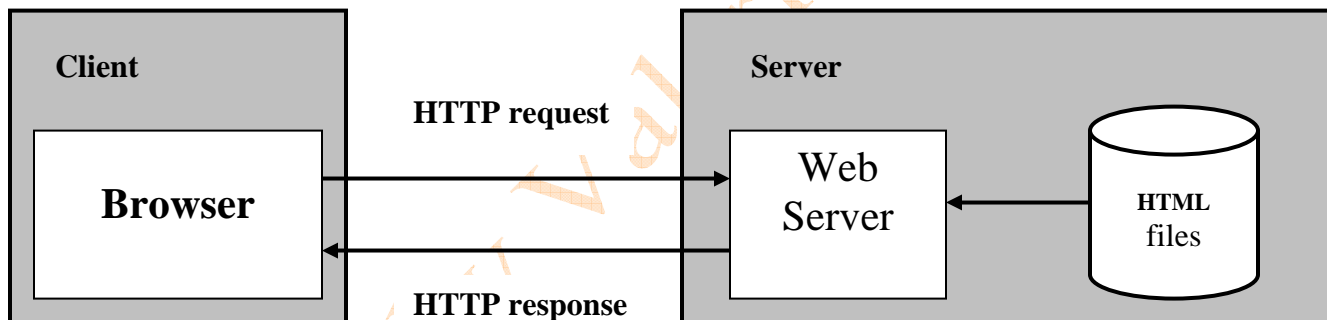 Client
Server
HTTP request
Browser
Web
Server
HTML
files
HTTP response